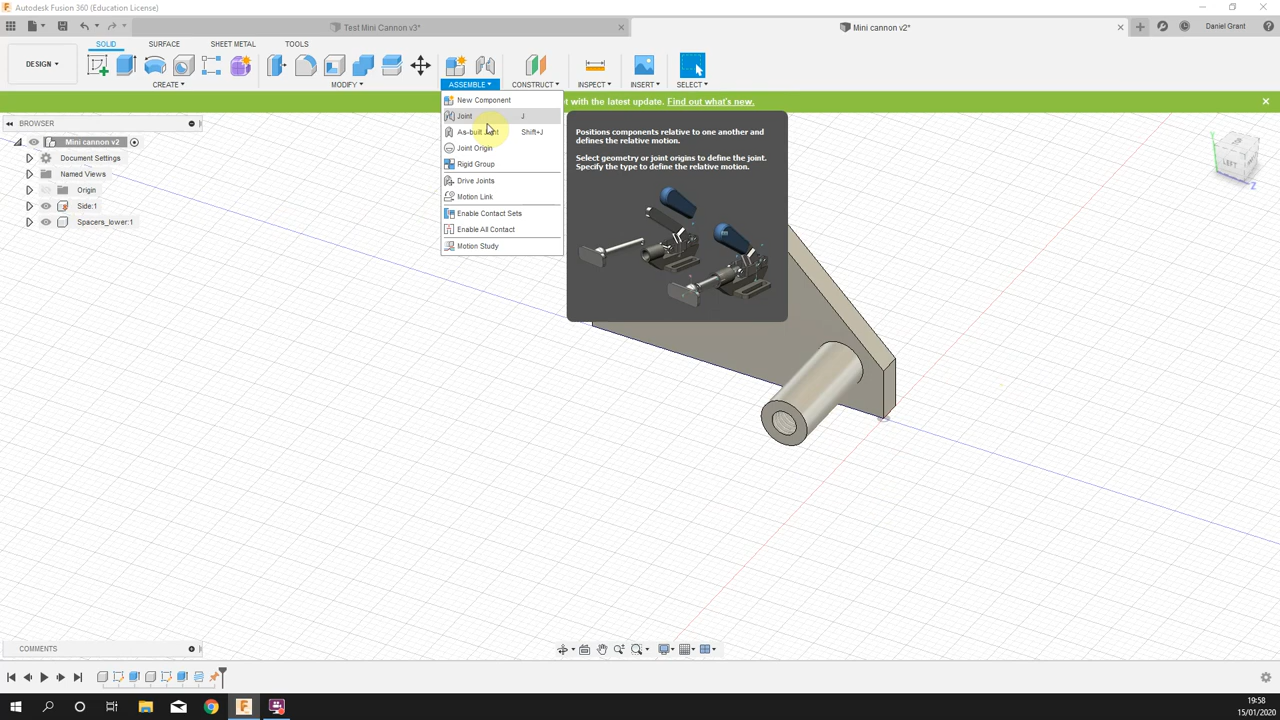 Autodesk Fusion 360 (Education License)
Test Mini Cannon v3*
Mini cannon v2*
Daniel Grant
SOLID
SURFACE
SHEET METAL
TOOLS
DESIGN
CREATE
MODIFY
ASSEMBLE
CONSTRUCT
INSPECT
INSERT
SELECT
t with the latest update. Find out what's new.
BROWSER
Mini cannon v2
Document Settings
Named Views
Origin
Side:1
Spacers_lower:1
New Component
Joint J
As-built Joint Shift+J
Joint Origin
Rigid Group
Drive Joints
Motion Link
Enable Contact Sets
Enable All Contact
Motion Study
Positions components relative to one another and
defines the relative motion.
Select geometry or joint origins to define the joint.
Specify the type to define the relative motion.
LEFT
Z
COMMENTS
19:58
15/01/2020